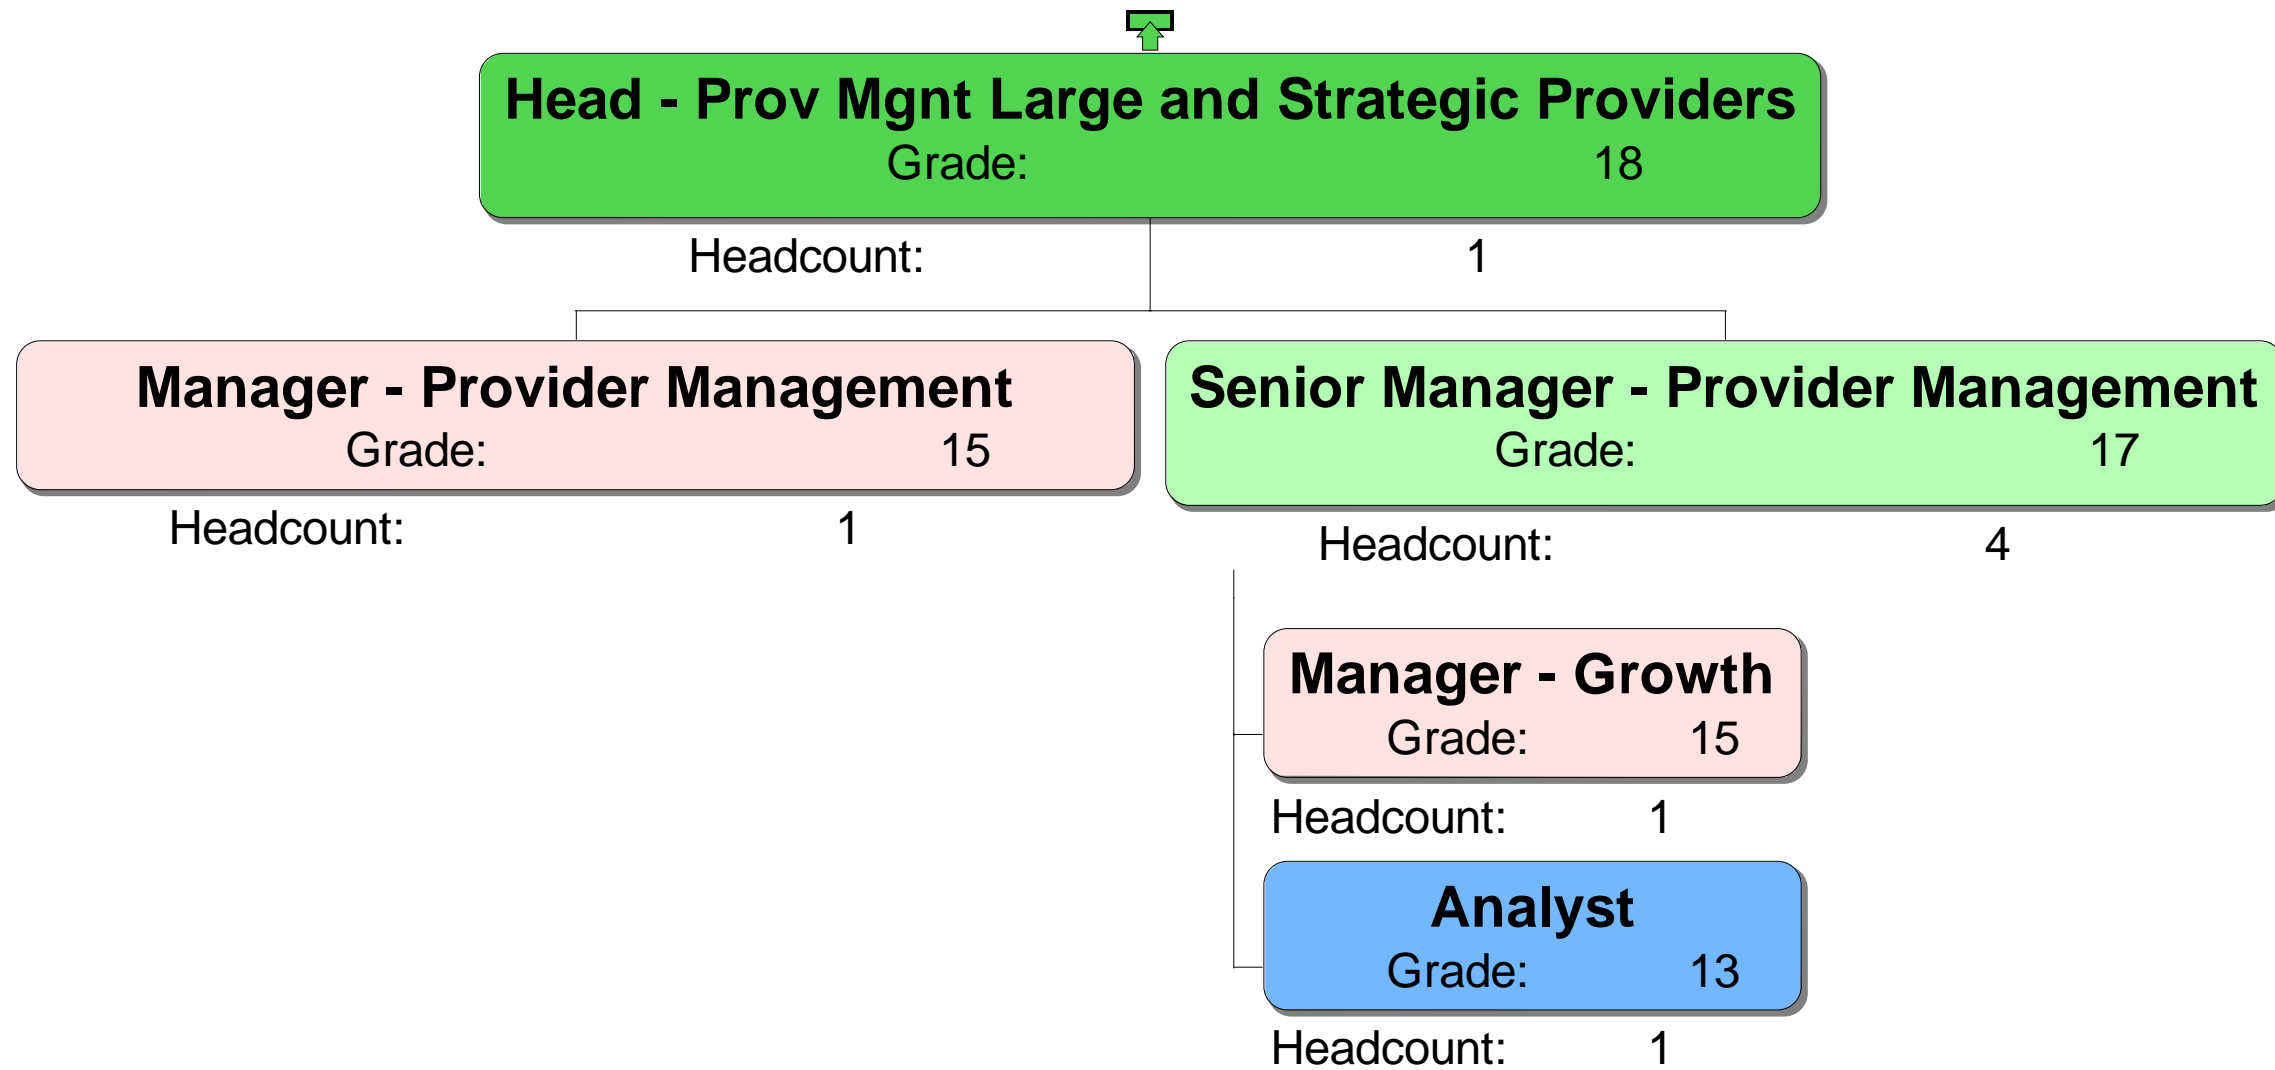 Head - Prov Mgnt Large and Strategic Providers
Grade: 18
Headcount: 1
Manager - Provider Management
Grade: 15
Headcount: 1
Senior Manager - Provider Management
Grade: 17
Headcount: 4
Manager - Growth
Grade: 15
Headcount: 1
Analyst
Grade: 13
Headcount: 1